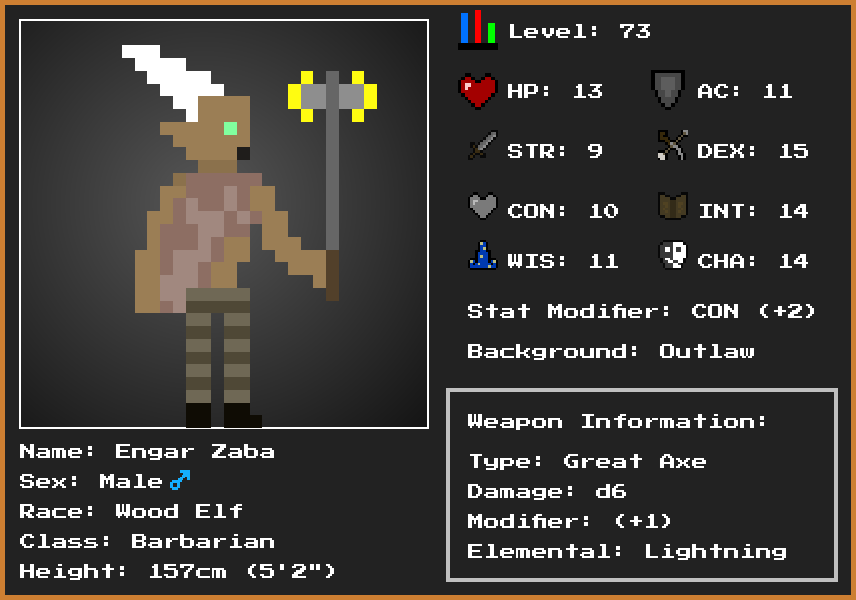 Level: 73
HP: 13 AC: 11
STR: 9 DEX: 15
CON: 10 INT: 14
WIS: 11 CHA: 14
Stat Modifier: CON (+2)
Background: Outlaw
Weapon Information:
Type: Great Axe
Damage: d6
Modifier: (+1)
Elemental: Lightning
Name: Engar Zaba
Sex: Male♂
Race: Wood Elf
Class: Barbarian
Height: 157cm (5'2")